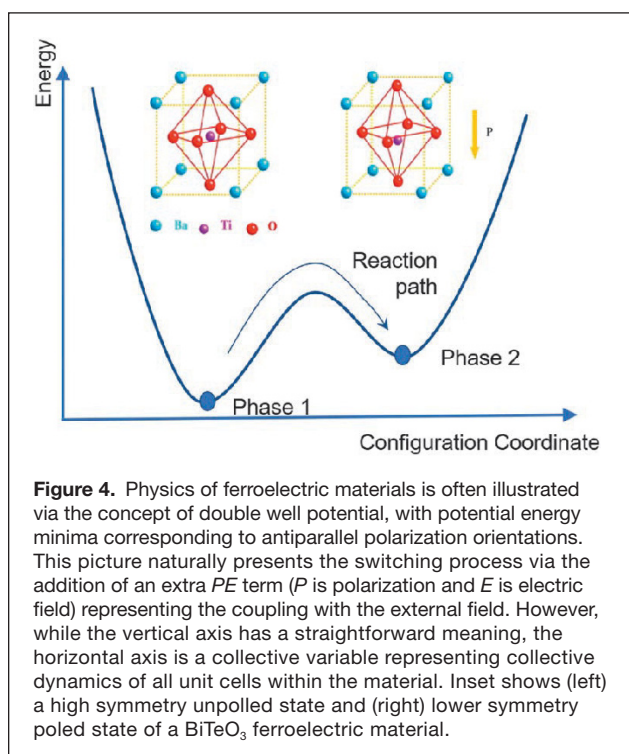 Energy
Ba Ti O
P
Reaction
path
Phase 1
Phase 2
Configuration Coordinate
Figure 4. Physics of ferroelectric materials is often illustrated
via the concept of double well potential, with potential energy
minima corresponding to antiparallel polarization orientations.
This picture naturally presents the switching process via the
addition of an extra PE term (P is polarization and E is electric
field) representing the coupling with the external field. However,
while the vertical axis has a straightforward meaning, the
horizontal axis is a collective variable representing collective
dynamics of all unit cells within the material. Inset shows (left)
a high symmetry unpolled state and (right) lower symmetry
poled state of a BiTeO₃ ferroelectric material.